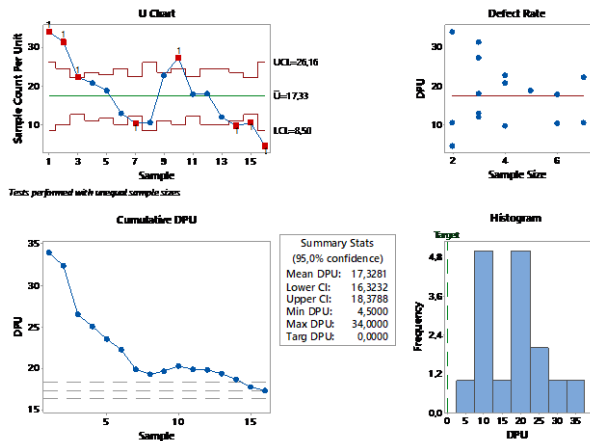 U Chart
Sample Count Per Unit
30
20
10
1
1
1
1
1
1
1
UCL=26,16
Ū=17,33
LCL=8,50
1 3 5 7 9 11 13 15
Sample
Tests performed with unequal sample sizes
Defect Rate
DPU
30
20
10
2 4 6
Sample Size
Cumulative DPU
DPU
35
30
25
20
15
5 10 15
Sample
Summary Stats
(95,0% confidence)
Mean DPU: 17,3281
Lower CI: 16,3232
Upper CI: 18,3788
Min DPU: 4,5000
Max DPU: 34,0000
Targ DPU: 0,0000
Histogram
Target
Frequency
4,8
3,6
2,4
1,2
0,0
0 5 10 15 20 25 30 35
DPU